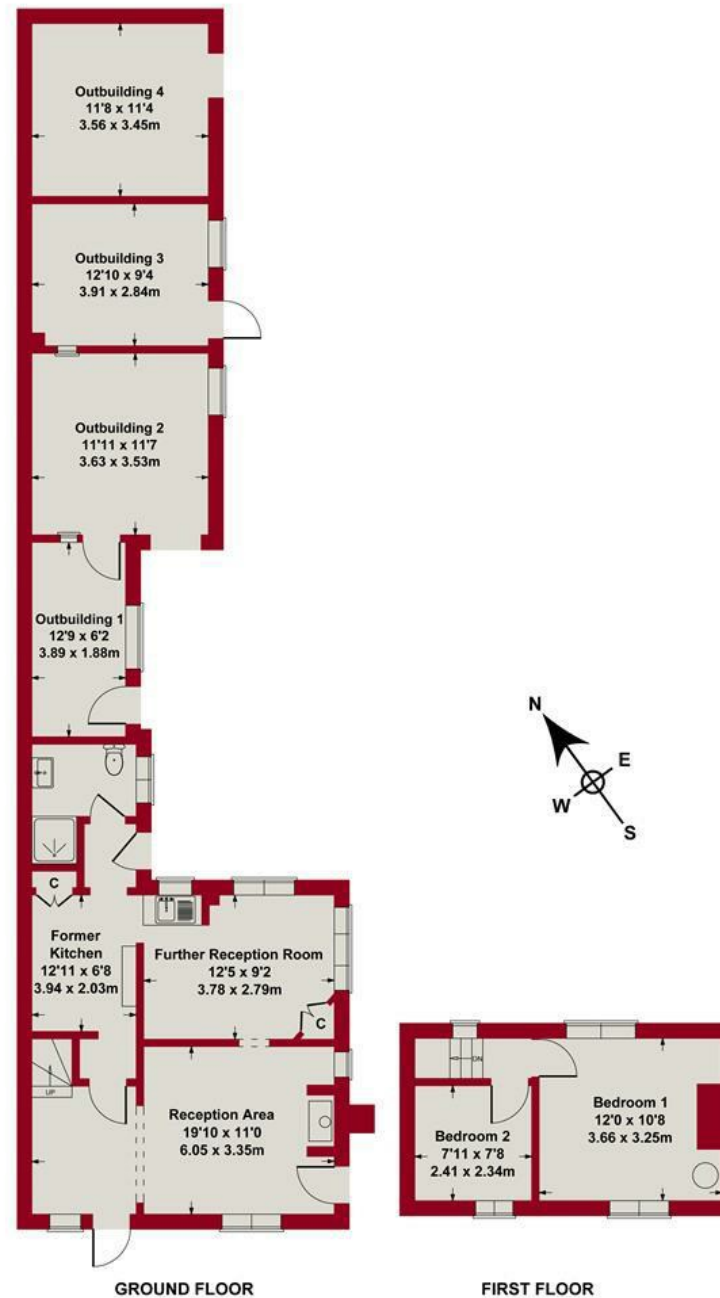 Outbuilding 4
11'8 x 11'4
3.56 x 3.45m
Outbuilding 3
12'10 x 9'4
3.91 x 2.84m
Outbuilding 2
11'11 x 11'7
3.63 x 3.53m
Outbuilding 1
12'9 x 6'2
3.89 x 1.88m
N
E
W
S
C
Former
Kitchen
12'11 x 6'8
3.94 x 2.03m
Further Reception Room
12'5 x 9'2
3.78 x 2.79m
C
UP
Reception Area
19'10 x 11'0
6.05 x 3.35m
DN
Bedroom 1
12'0 x 10'8
3.66 x 3.25m
Bedroom 2
7'11 x 7'8
2.41 x 2.34m
GROUND FLOOR
FIRST FLOOR